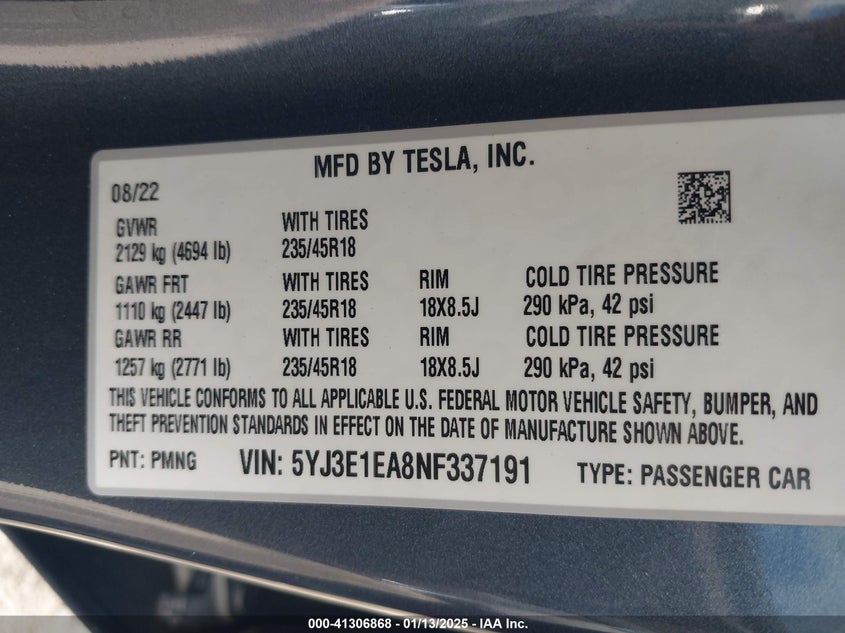 MFD BY TESLA, INC.
08/22
GVWR WITH TIRES
2129 kg (4694 lb) 235/45R18
GAWR FRT WITH TIRES RIM COLD TIRE PRESSURE
1110 kg (2447 lb) 235/45R18 18X8.5J 290 kPa, 42 psi
GAWR RR WITH TIRES RIM COLD TIRE PRESSURE
1257 kg (2771 lb) 235/45R18 18X8.5J 290 kPa, 42 psi
THIS VEHICLE CONFORMS TO ALL APPLICABLE U.S. FEDERAL MOTOR VEHICLE SAFETY, BUMPER, AND
THEFT PREVENTION STANDARDS IN EFFECT ON THE DATE OF MANUFACTURE SHOWN ABOVE.
PNT: PMNG VIN: 5YJ3E1EA8NF337191 TYPE: PASSENGER CAR
000-41306868 - 01/13/2025 - IAA Inc.